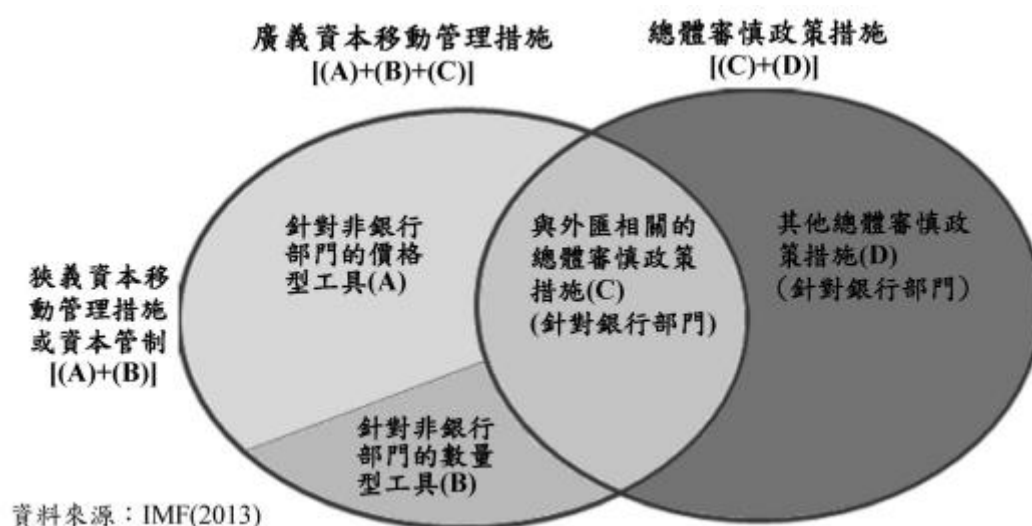 廣義資本移動管理措施
[(A)+(B)+(C)]
總體審慎政策措施
[(C)+(D)]
狹義資本移
動管理措施
或資本管制
[(A)+(B)]
針對非銀行
部門的價格
型工具(A)
針對非銀行
部門的數量
型工具(B)
與外匯相關的
總體審慎政策
措施(C)
(針對銀行部門)
其他總體審慎政
策措施(D)
（針對銀行部門）
資料來源：IMF(2013)